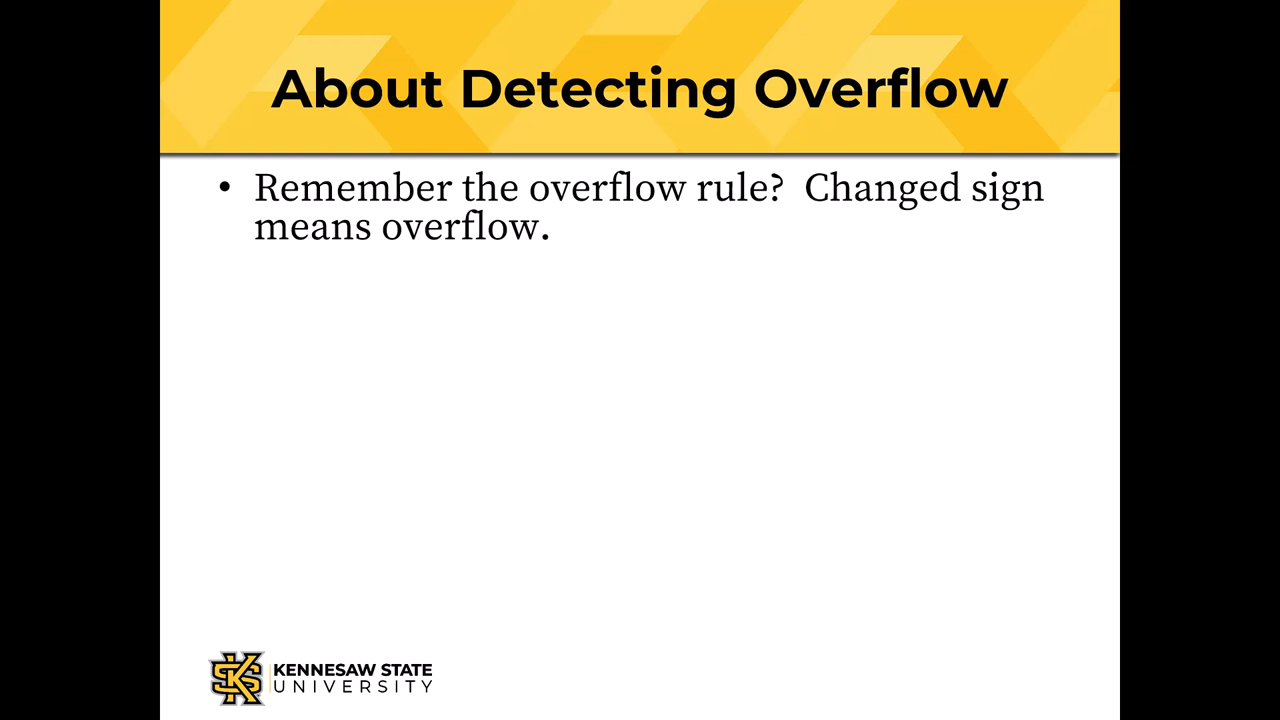 About Detecting Overflow
• Remember the overflow rule?  Changed sign
means overflow.
KENNESAW STATE
UNIVERSITY